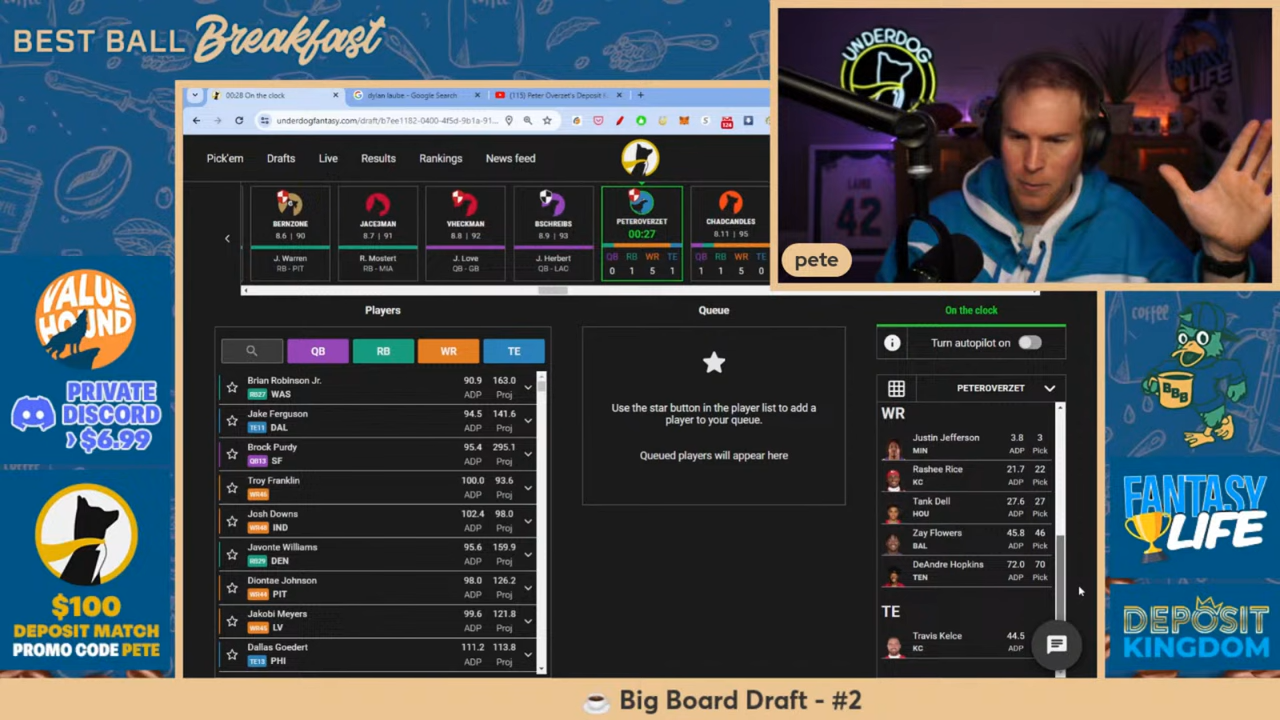 BEST BALL Breakfast
UNDERDOG
FANTASY LIFE
LAIRD
42
pete
00:28 On the clock
dylan laube - Google Search
underdogfantasy.com/draft/b7ee1182-0400-4f5d-9b1a-91...
Pick'em
Drafts
Live
Results
Rankings
News feed
BERNZONE
8.6 | 90
J. Warren
RB - PIT
JACE3MAN
8.7 | 91
R. Mostert
RB - MIA
VHECKMAN
8.8 | 92
J. Love
QB - GB
BSCHREIBS
8.9 | 93
J. Herbert
QB - LAC
PETEROVERZET
00:27
QB RB WR TE
0 1 5 1
CHADCANDLES
8.11 | 95
QB RB WR TE
1 1 5 0
Players
QB
RB
WR
TE
Brian Robinson Jr. 90.9 163.0
RB27 WAS ADP Proj
Jake Ferguson 94.5 141.6
TE11 DAL ADP Proj
Brock Purdy 95.4 295.1
QB13 SF ADP Proj
Troy Franklin 100.0 93.6
ADP Proj
Josh Downs 102.4 98.0
IND ADP Proj
Javonte Williams 95.6 159.9
DEN ADP Proj
Diontae Johnson 98.0 126.2
WR44 PIT ADP Proj
Jakobi Meyers 99.6 121.8
LV ADP Proj
Dallas Goedert 111.2 113.8
PHI ADP
Queue
Use the star button in the player list to add a
player to your queue.
Queued players will appear here
On the clock
Turn autopilot on
PETEROVERZET
WR
Justin Jefferson 3.8 3
MIN ADP Pick
Rashee Rice 21.7 22
KC ADP Pick
Tank Dell 27.6 27
HOU ADP Pick
Zay Flowers 45.8 46
BAL ADP Pick
DeAndre Hopkins 72.0 70
TEN ADP Pick
TE
Travis Kelce 44.5
KC ADP
VALUE
HOUND
PRIVATE
DISCORD
> $6.99
$100
DEPOSIT MATCH
PROMO CODE PETE
COFFEE
BBB
FANTASY
LIFE
DEPOSIT
KINGDOM
Big Board Draft - #2